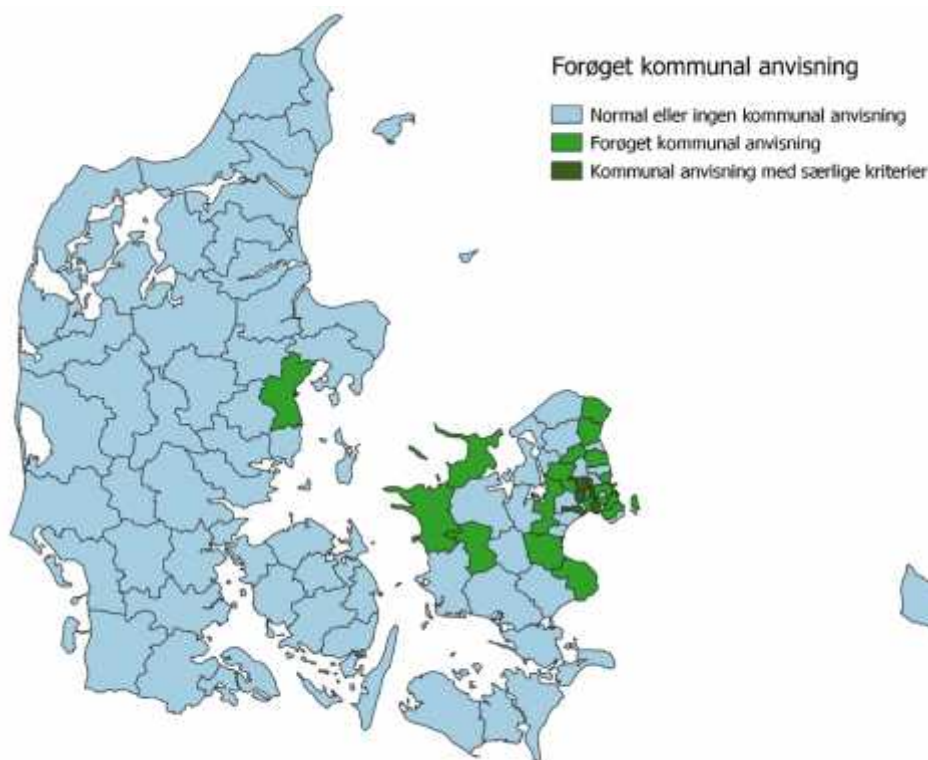 Forøget kommunal anvisning
Normal eller ingen kommunal anvisning
Forøget kommunal anvisning
Kommunal anvisning med særlige kriterier